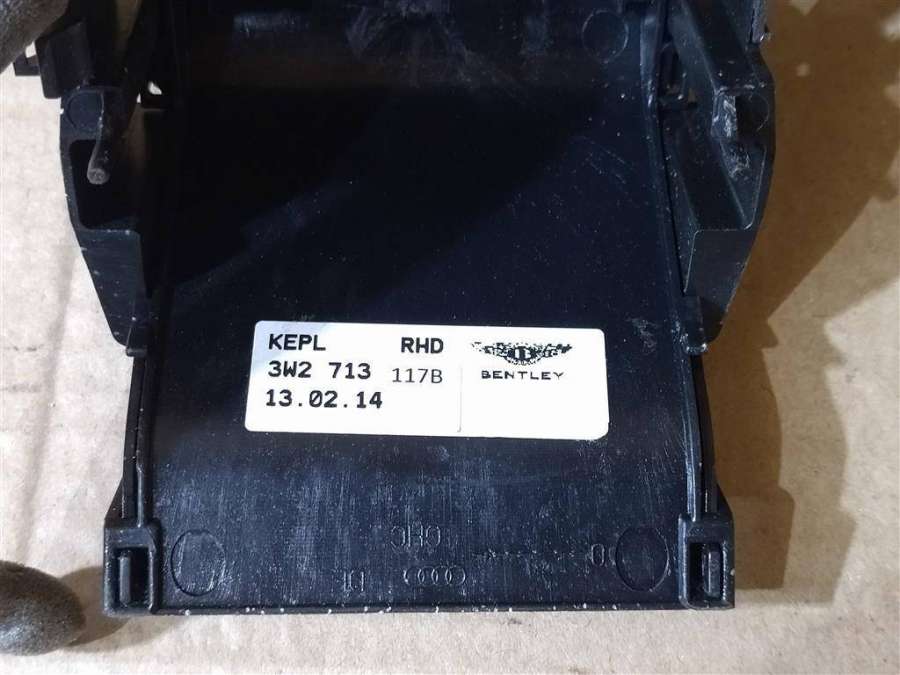 KEPL RHD
3W2 713 117B
13.02.14
B
BENTLEY